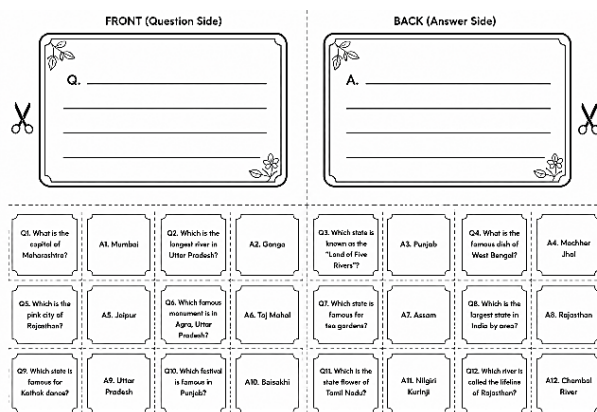 FRONT (Question Side)
BACK (Answer Side)
Q.
A.
Q1. What is the
capital of
Maharashtra?
A1. Mumbai
Q2. Which is the
longest river in
Uttar Pradesh?
A2. Ganga
Q3. Which state is
known as the
"Land of Five
Rivers"?
A3. Punjab
Q4. What is the
famous dish of
West Bengal?
A4. Machher
Jhol
Q5. Which is the
pink city of
Rajasthan?
A5. Jaipur
Q6. Which famous
monument is in
Agra, Uttar
Pradesh?
A6. Taj Mahal
Q7. Which state is
famous for
tea gardens?
A7. Assam
Q8. Which is the
largest state in
India by area?
A8. Rajasthan
Q9. Which state is
famous for
Kathak dance?
A9. Uttar
Pradesh
Q10. Which festival
is famous in
Punjab?
A10. Baisakhi
Q11. Which is the
state flower of
Tamil Nadu?
A11. Nilgiri
Kurinji
Q12. Which river is
called the lifeline
of Rajasthan?
A12. Chambal
River